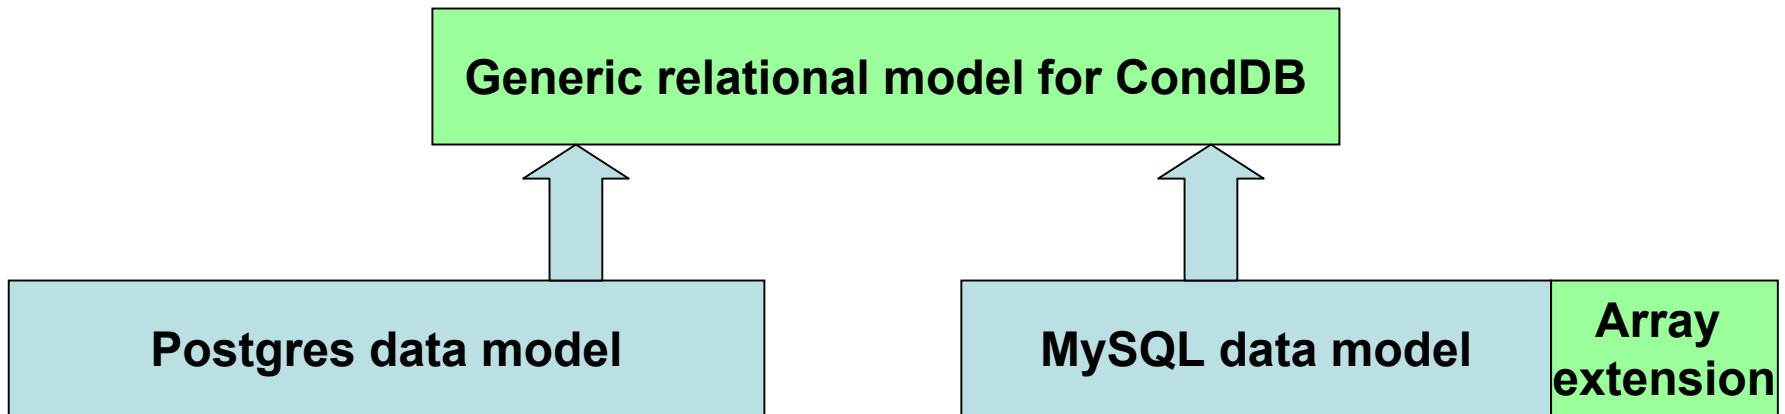 Generic relational model for CondDB
Postgres data model
MySQL data model
Array
extension